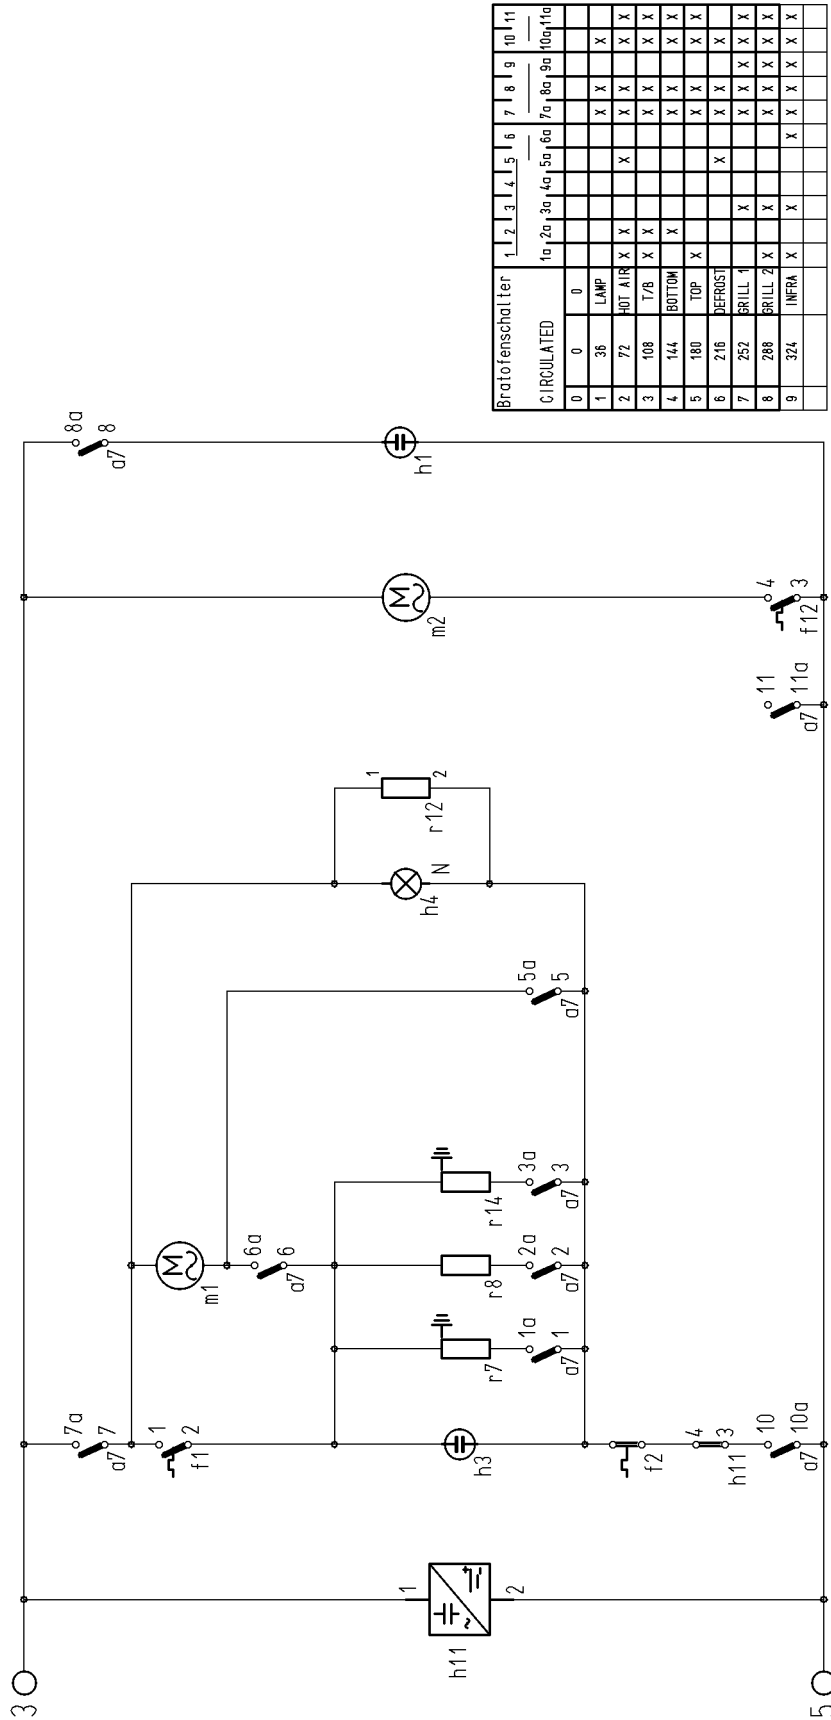 Bratofenschalter 1 2 3 4 5 6 7 8 9 10 11
CIRCULATED 1a 2a 3a 4a 5a 6a 7a 8a 9a 10a 11a
0 0 0
1 36 LAMP X X X
2 72 HOT AIR X X X X X X X
3 108 T/B X X X X X X
4 144 BOTTOM X X X X X
5 180 TOP X X X X X
6 216 DEFROST X X X X
7 252 GRILL 1 X X X X X X
8 288 GRILL 2 X X X X X X X
9 324 INFRA X X X X X X X X
3
5
h11
1
2
7a
7
a7
1
2
f1
h3
f2
4
3
h11
10
10a
a7
M
m1
6a
6
a7
r7
1a
1
a7
r8
2a
2
a7
r14
3a
3
a7
5a
5
a7
h4
N
r12
1
2
11
11a
a7
M
m2
4
3
f12
8a
8
a7
h1